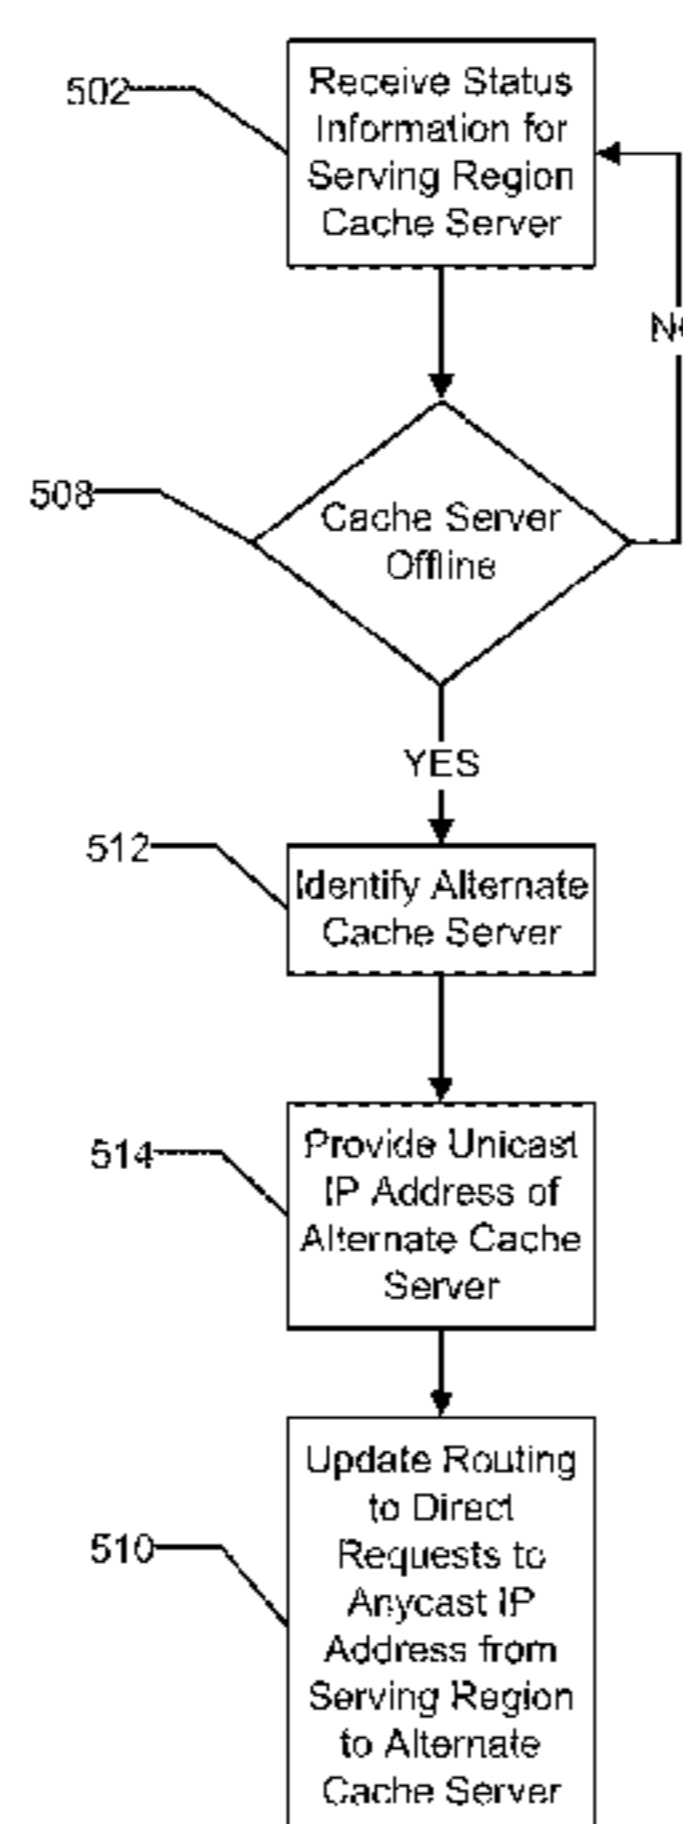 502
Receive Status
Information for
Serving Region
Cache Server
508
Cache Server
Offline
YES
512
Identify Alternate
Cache Server
514
Provide Unicast
IP Address of
Alternate Cache
Server
510
Update Routing
to Direct
Requests to
Anycast IP
Address from
Serving Region
to Alternate
Cache Server